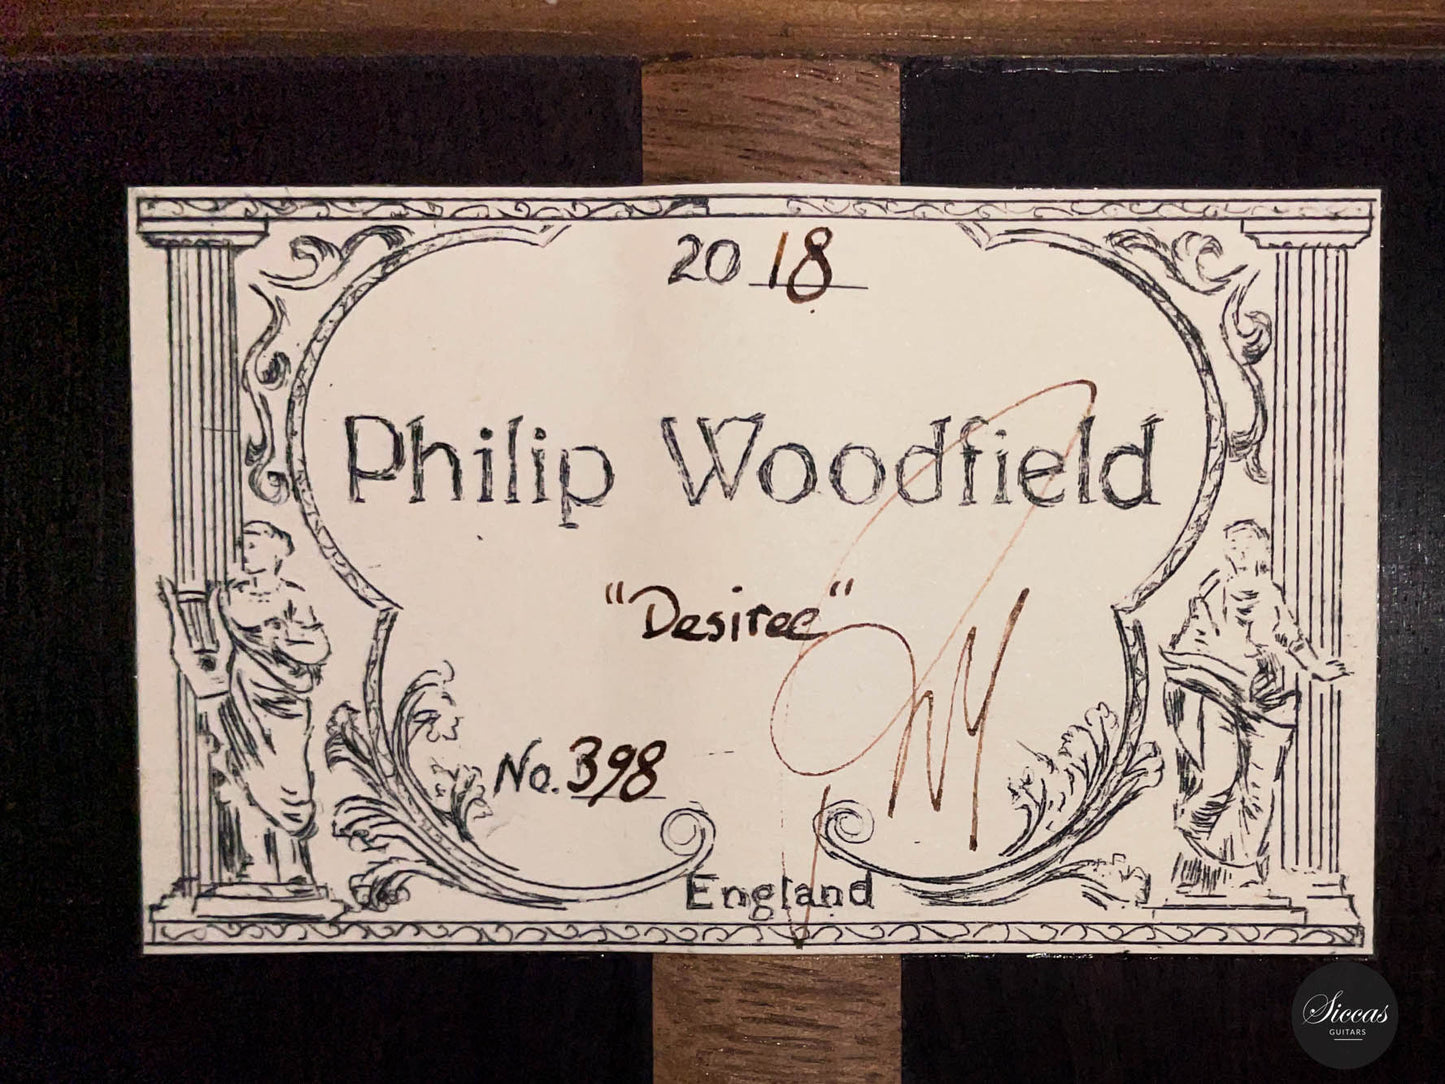 2018
Philip Woodfield
"Desiree"
No. 398
England
Siccas
GUITARS